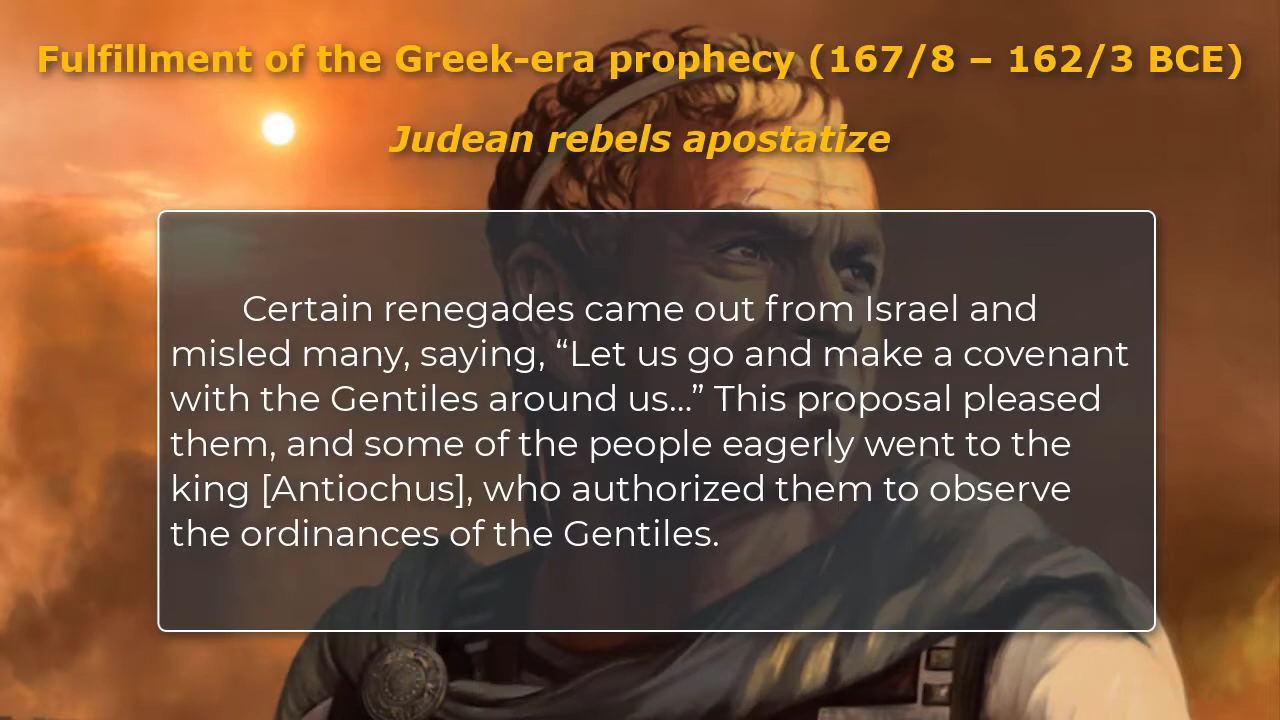 Fulfillment of the Greek-era prophecy (167/8 – 162/3 BCE)
Judean rebels apostatize
Certain renegades came out from Israel and
misled many, saying, “Let us go and make a covenant
with the Gentiles around us...” This proposal pleased
them, and some of the people eagerly went to the
king [Antiochus], who authorized them to observe
the ordinances of the Gentiles.